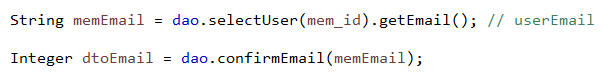 String memEmail = dao.selectUser(mem_id).getEmail(); // userEmail
Integer dtoEmail = dao.confirmEmail(memEmail);